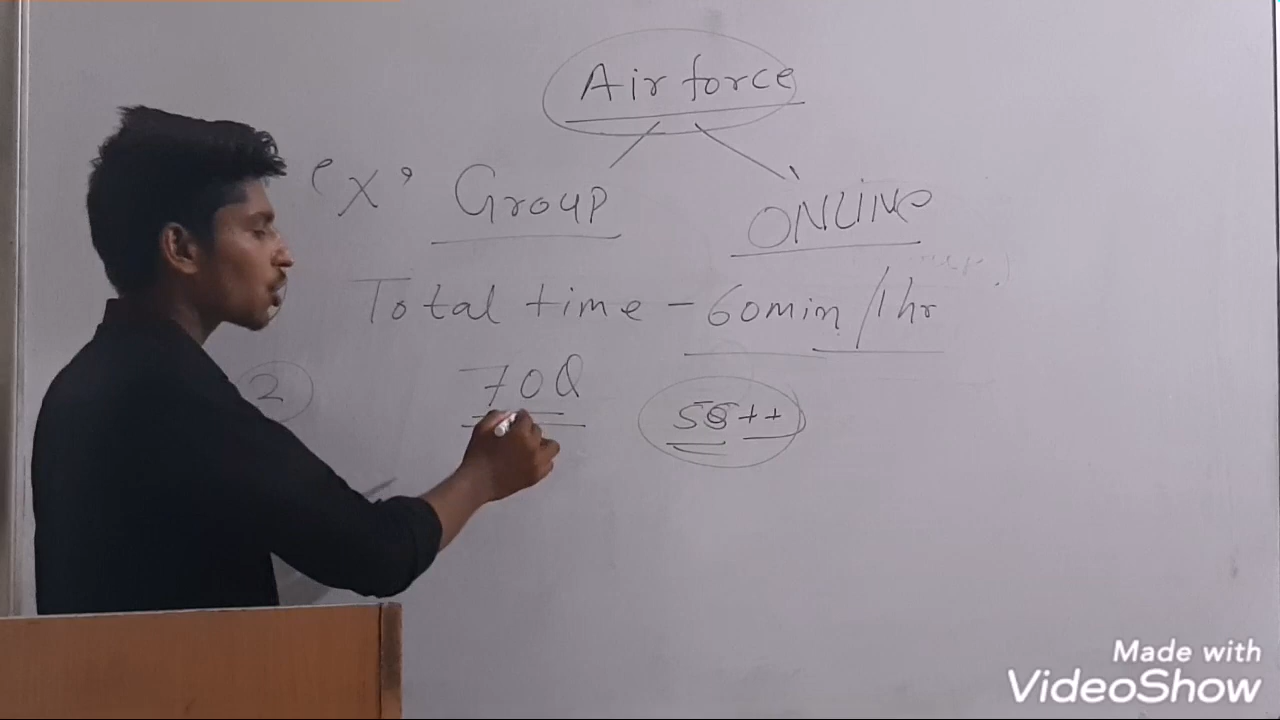 Air force
'X' Group
ONLINE
Total time - 60min/1hr
2
70Q
58++
Made with
VideoShow